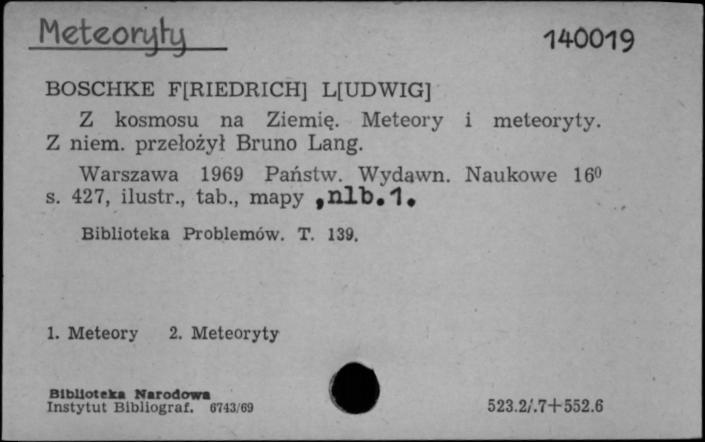 Meteoryty
140019
BOSCHKE F[RIEDRICH] L[UDWIG]
Z kosmosu na Ziemię. Meteory i meteoryty.
Z niem. przełożył Bruno Lang.
Warszawa 1969 Państw. Wydawn. Naukowe 16⁰
s. 427, ilustr., tab., mapy ,nlb.1.
Biblioteka Problemów. T. 139.
1. Meteory 2. Meteoryty
Biblioteka Narodowa
Instytut Bibliograf. 6743/69
523.2/.7+552.6